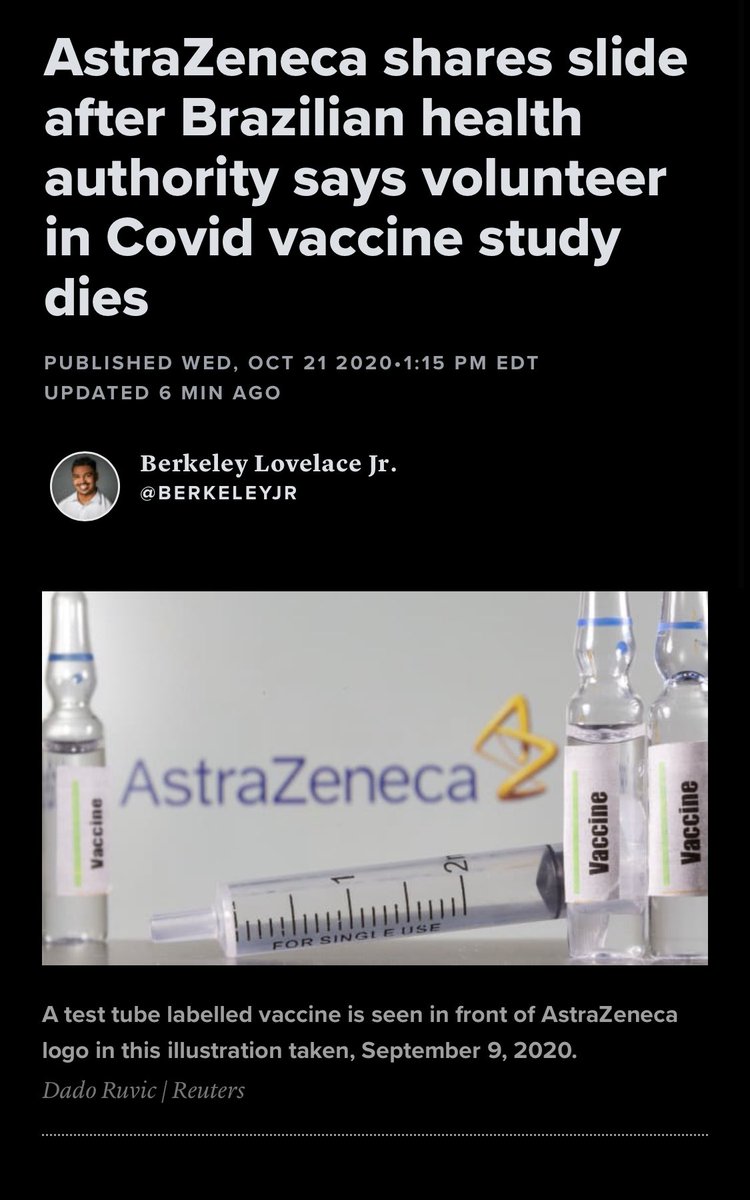 AstraZeneca shares slide
after Brazilian health
authority says volunteer
in Covid vaccine study
dies
PUBLISHED WED, OCT 21 2020•1:15 PM EDT
UPDATED 6 MIN AGO
Berkeley Lovelace Jr.
@BERKELEYJR
AstraZeneca
Vaccine
Vaccine
Vaccine
1
2
FOR SINGLE USE
A test tube labelled vaccine is seen in front of AstraZeneca
logo in this illustration taken, September 9, 2020.
Dado Ruvic | Reuters